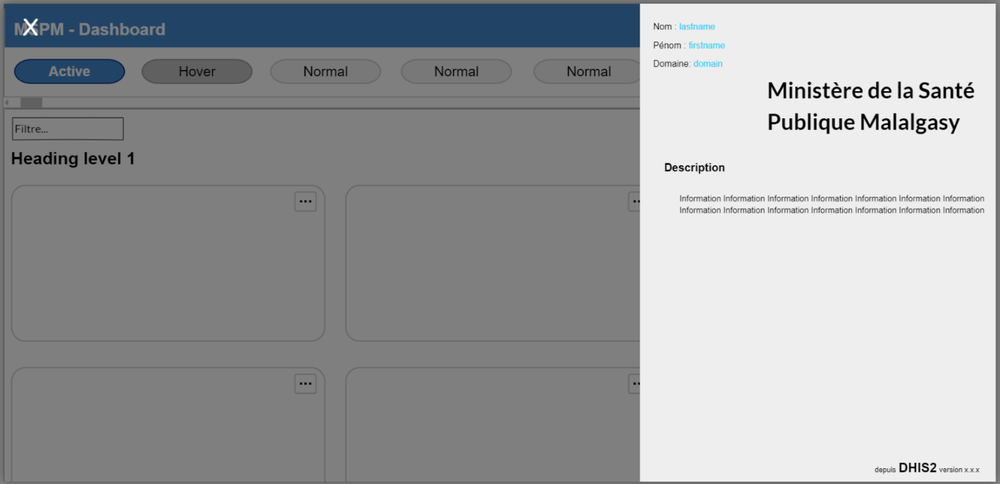 MSPM - Dashboard
X
Active
Hover
Normal
Normal
Normal
Filtre...
Heading level 1
...
...
...
...
Nom : lastname
Pénom : firstname
Domaine: domain
Ministère de la Santé
Publique Malalgasy
Description
Information Information Information Information Information Information Information
Information Information Information Information Information Information Information
depuis DHIS2 version x.x.x